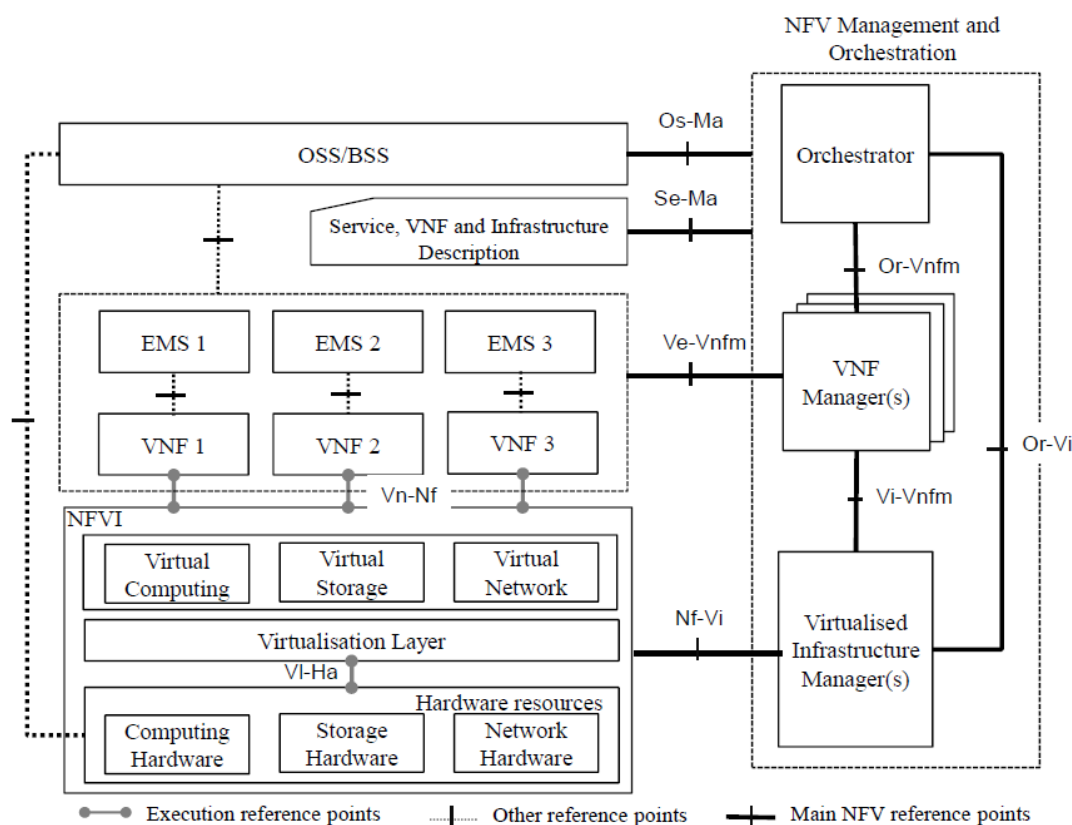 NFV Management and
Orchestration
OSS/BSS
Os-Ma
Orchestrator
Se-Ma
Service, VNF and Infrastructure
Description
Or-Vnfm
EMS 1
EMS 2
EMS 3
Ve-Vnfm
VNF
Manager(s)
VNF 1
VNF 2
VNF 3
Or-Vi
Vn-Nf
Vi-Vnfm
NFVI
Virtual
Computing
Virtual
Storage
Virtual
Network
Nf-Vi
Virtualised
Infrastructure
Manager(s)
Virtualisation Layer
Vl-Ha
Hardware resources
Computing
Hardware
Storage
Hardware
Network
Hardware
Execution reference points
Other reference points
Main NFV reference points